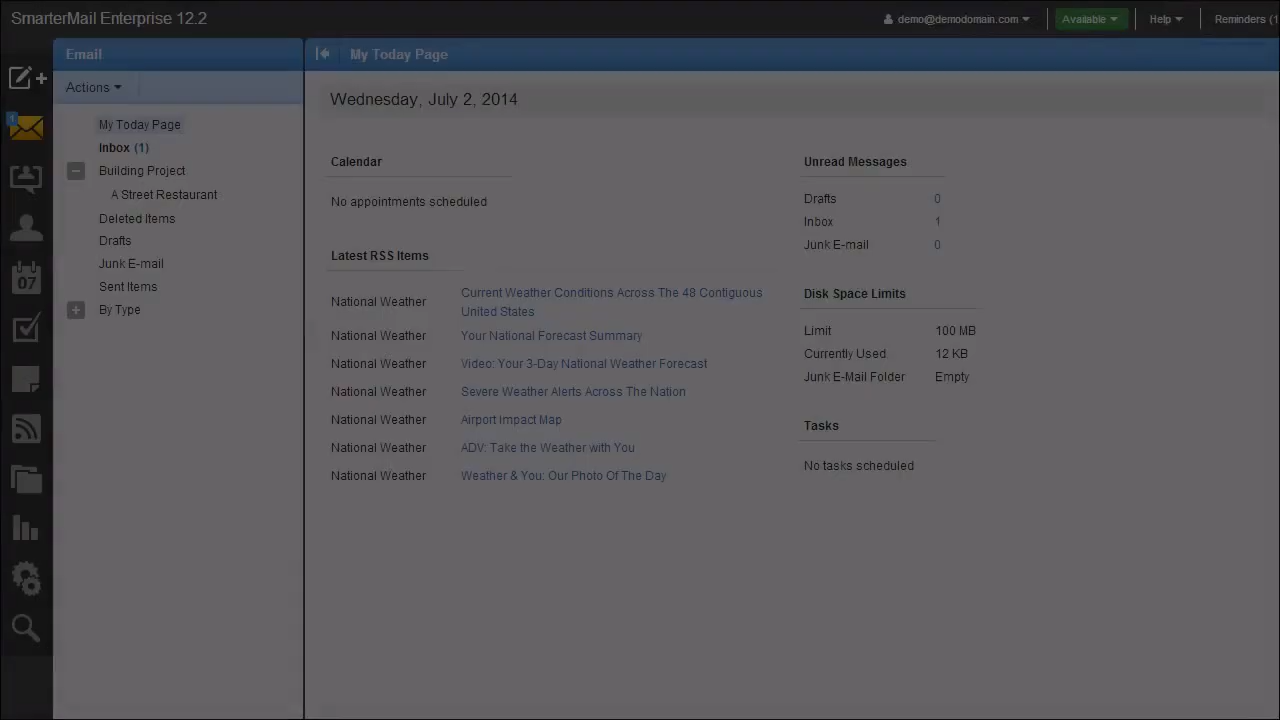 SmarterMail Enterprise 12.2
demo@demodomain.com
Available
Help
Reminders (1
Email
My Today Page
Actions
Wednesday, July 2, 2014
1
07
My Today Page
Inbox (1)
Building Project
A Street Restaurant
Deleted Items
Drafts
Junk E-mail
Sent Items
By Type
Calendar
No appointments scheduled
Latest RSS Items
National Weather Current Weather Conditions Across The 48 Contiguous
United States
National Weather Your National Forecast Summary
National Weather Video: Your 3-Day National Weather Forecast
National Weather Severe Weather Alerts Across The Nation
National Weather Airport Impact Map
National Weather ADV: Take the Weather with You
National Weather Weather & You: Our Photo Of The Day
Unread Messages
Drafts 0
Inbox 1
Junk E-mail 0
Disk Space Limits
Limit 100 MB
Currently Used 12 KB
Junk E-Mail Folder Empty
Tasks
No tasks scheduled